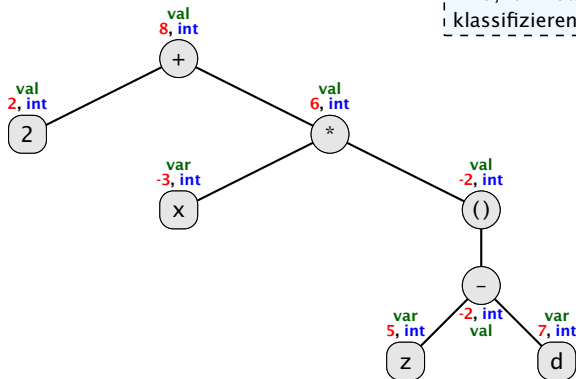 klassifizieren
val
8, int
+
val
2, int
2
val
6, int
*
var
-3, int
x
val
-2, int
()
–
-2, int
val
var
5, int
z
var
7, int
d